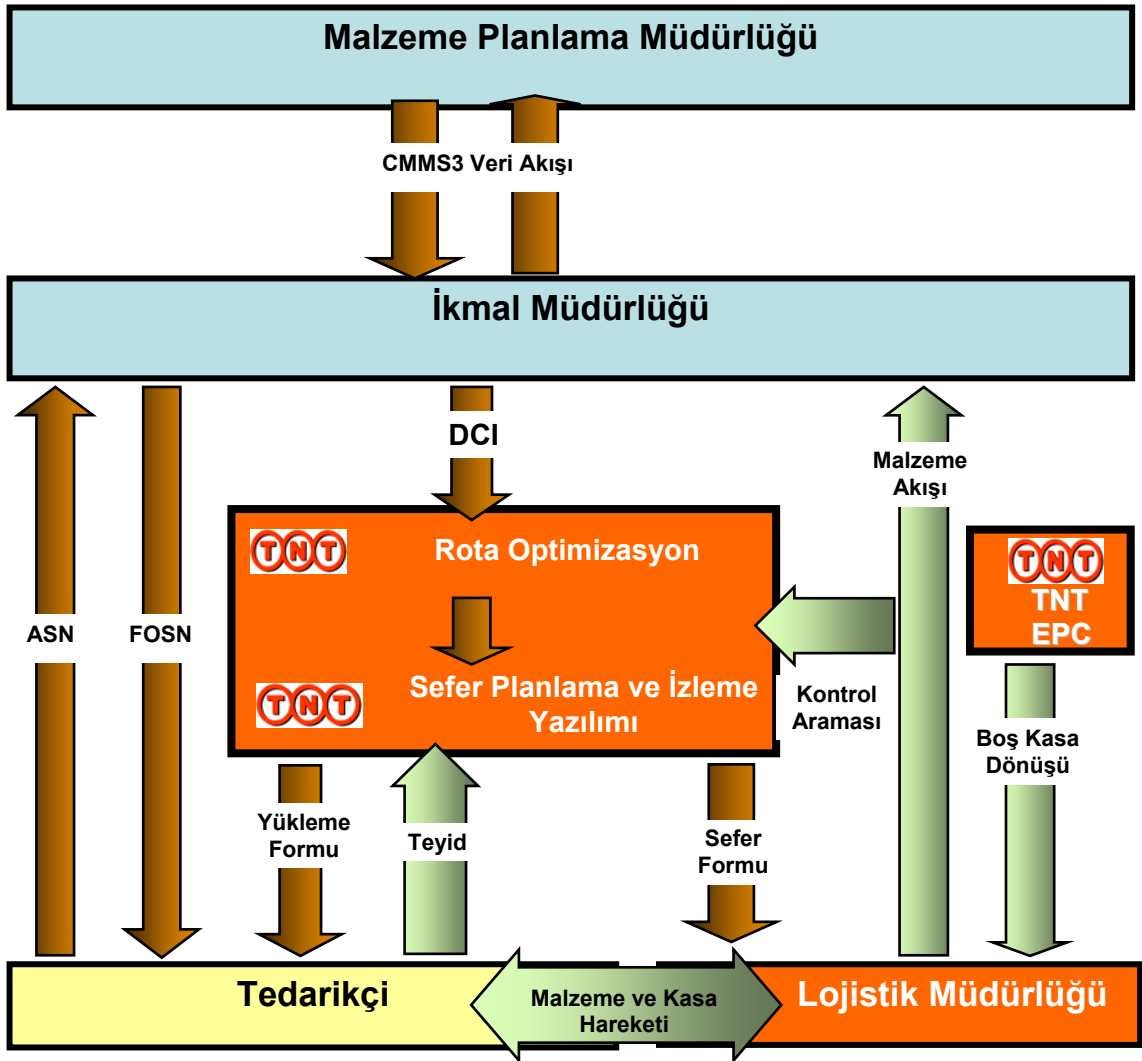 Malzeme Planlama Müdürlüğü
CMMS3 Veri Akışı
İkmal Müdürlüğü
DCI
Malzeme
Akışı
TNT
Rota Optimizasyon
TNT
TNT
EPC
ASN
FOSN
TNT
Sefer Planlama ve İzleme
Yazılımı
Kontrol
Araması
Boş Kasa
Dönüşü
Yükleme
Formu
Teyid
Sefer
Formu
Tedarikçi
Malzeme ve Kasa
Hareketi
Lojistik Müdürlüğü